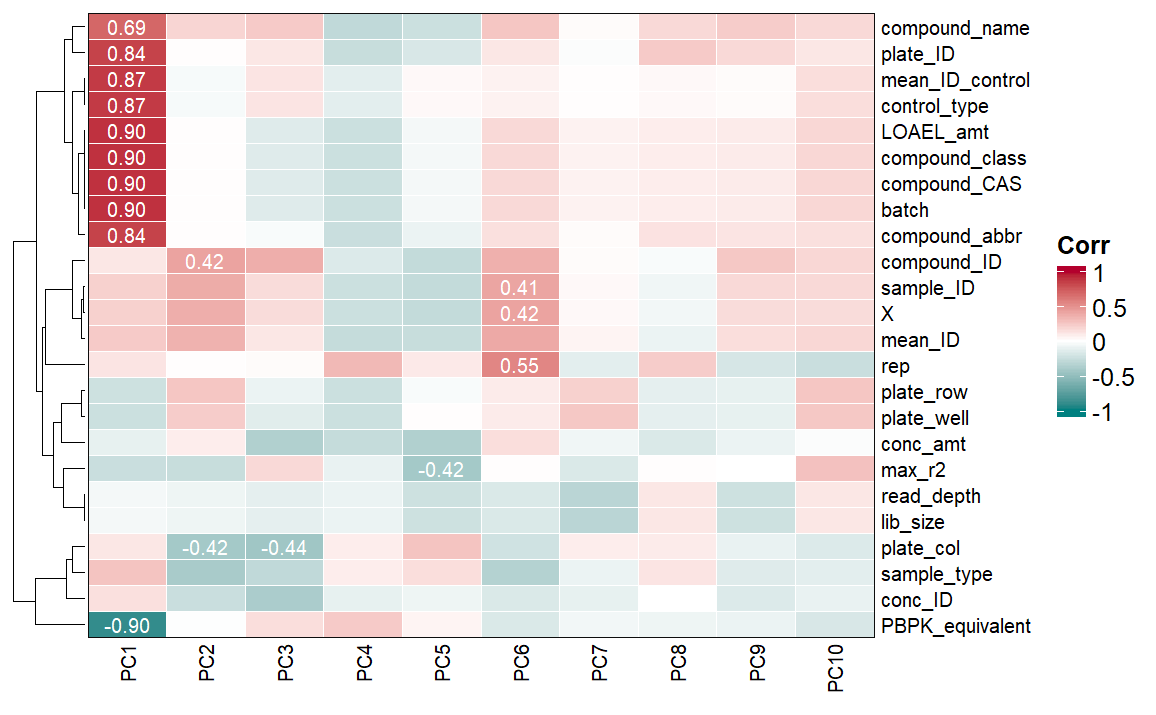 0.69 compound_name
0.84 plate_ID
0.87 mean_ID_control
0.87 control_type
0.90 LOAEL_amt
0.90 compound_class
0.90 compound_CAS
0.90 batch
0.84 compound_abbr
0.42 compound_ID
0.41 sample_ID
0.42 X
mean_ID
0.55 rep
plate_row
plate_well
conc_amt
-0.42 max_r2
read_depth
lib_size
-0.42 -0.44 plate_col
sample_type
conc_ID
-0.90 PBPK_equivalent
PC1 PC2 PC3 PC4 PC5 PC6 PC7 PC8 PC9 PC10
Corr
1
0.5
0
-0.5
-1